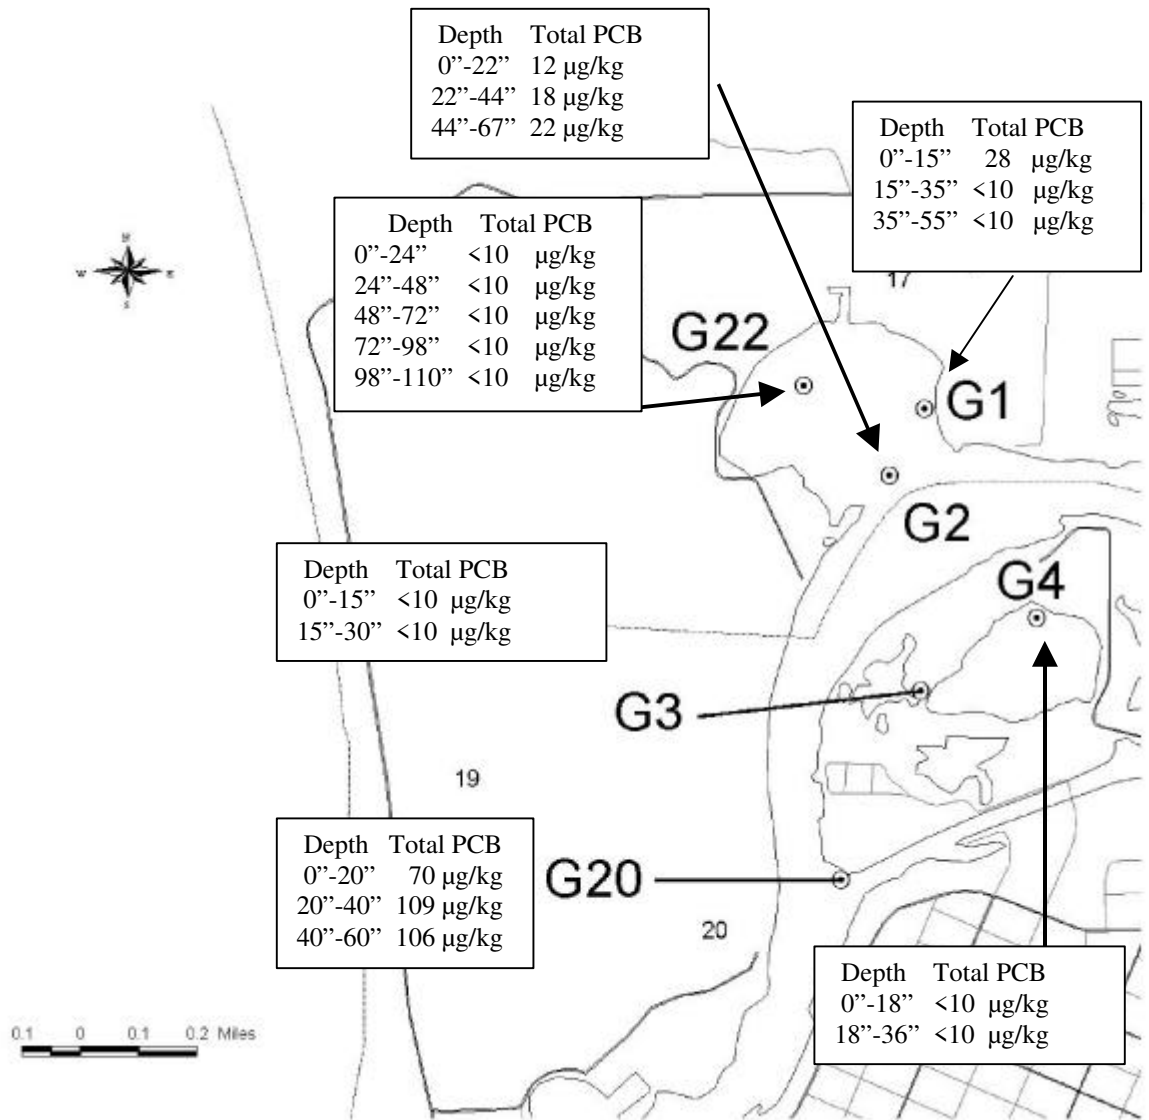 Depth Total PCB
0”-22” 12 µg/kg
22”-44” 18 µg/kg
44”-67” 22 µg/kg
Depth Total PCB
0”-15” 28 µg/kg
15”-35” <10 µg/kg
35”-55” <10 µg/kg
Depth Total PCB
0”-24” <10 µg/kg
24”-48” <10 µg/kg
48”-72” <10 µg/kg
72”-98” <10 µg/kg
98”-110” <10 µg/kg
N
W E
S
17
G22
G1
G2
Depth Total PCB
0”-15” <10 µg/kg
15”-30” <10 µg/kg
G4
G3
19
Depth Total PCB
0”-20” 70 µg/kg
20”-40” 109 µg/kg
40”-60” 106 µg/kg
G20
20
Depth Total PCB
0”-18” <10 µg/kg
18”-36” <10 µg/kg
0.1 0 0.1 0.2 Miles